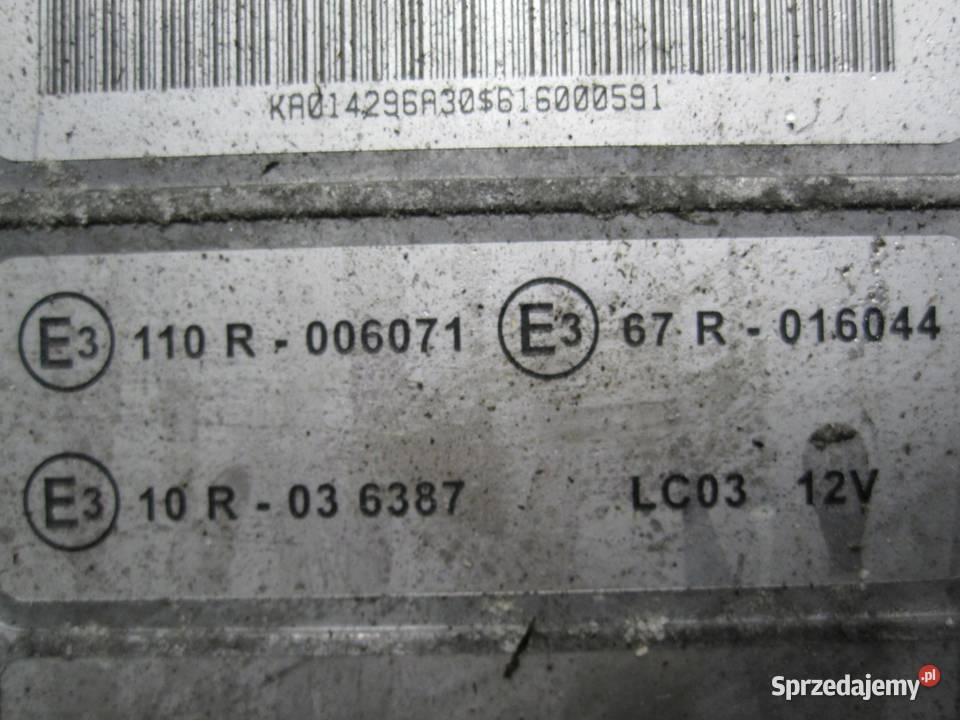 KA014296A30$616000591
E3 110 R - 006071 E3 67 R - 016044
E3 10 R - 03 6387 LC03 12V
Sprzedajemy.pl